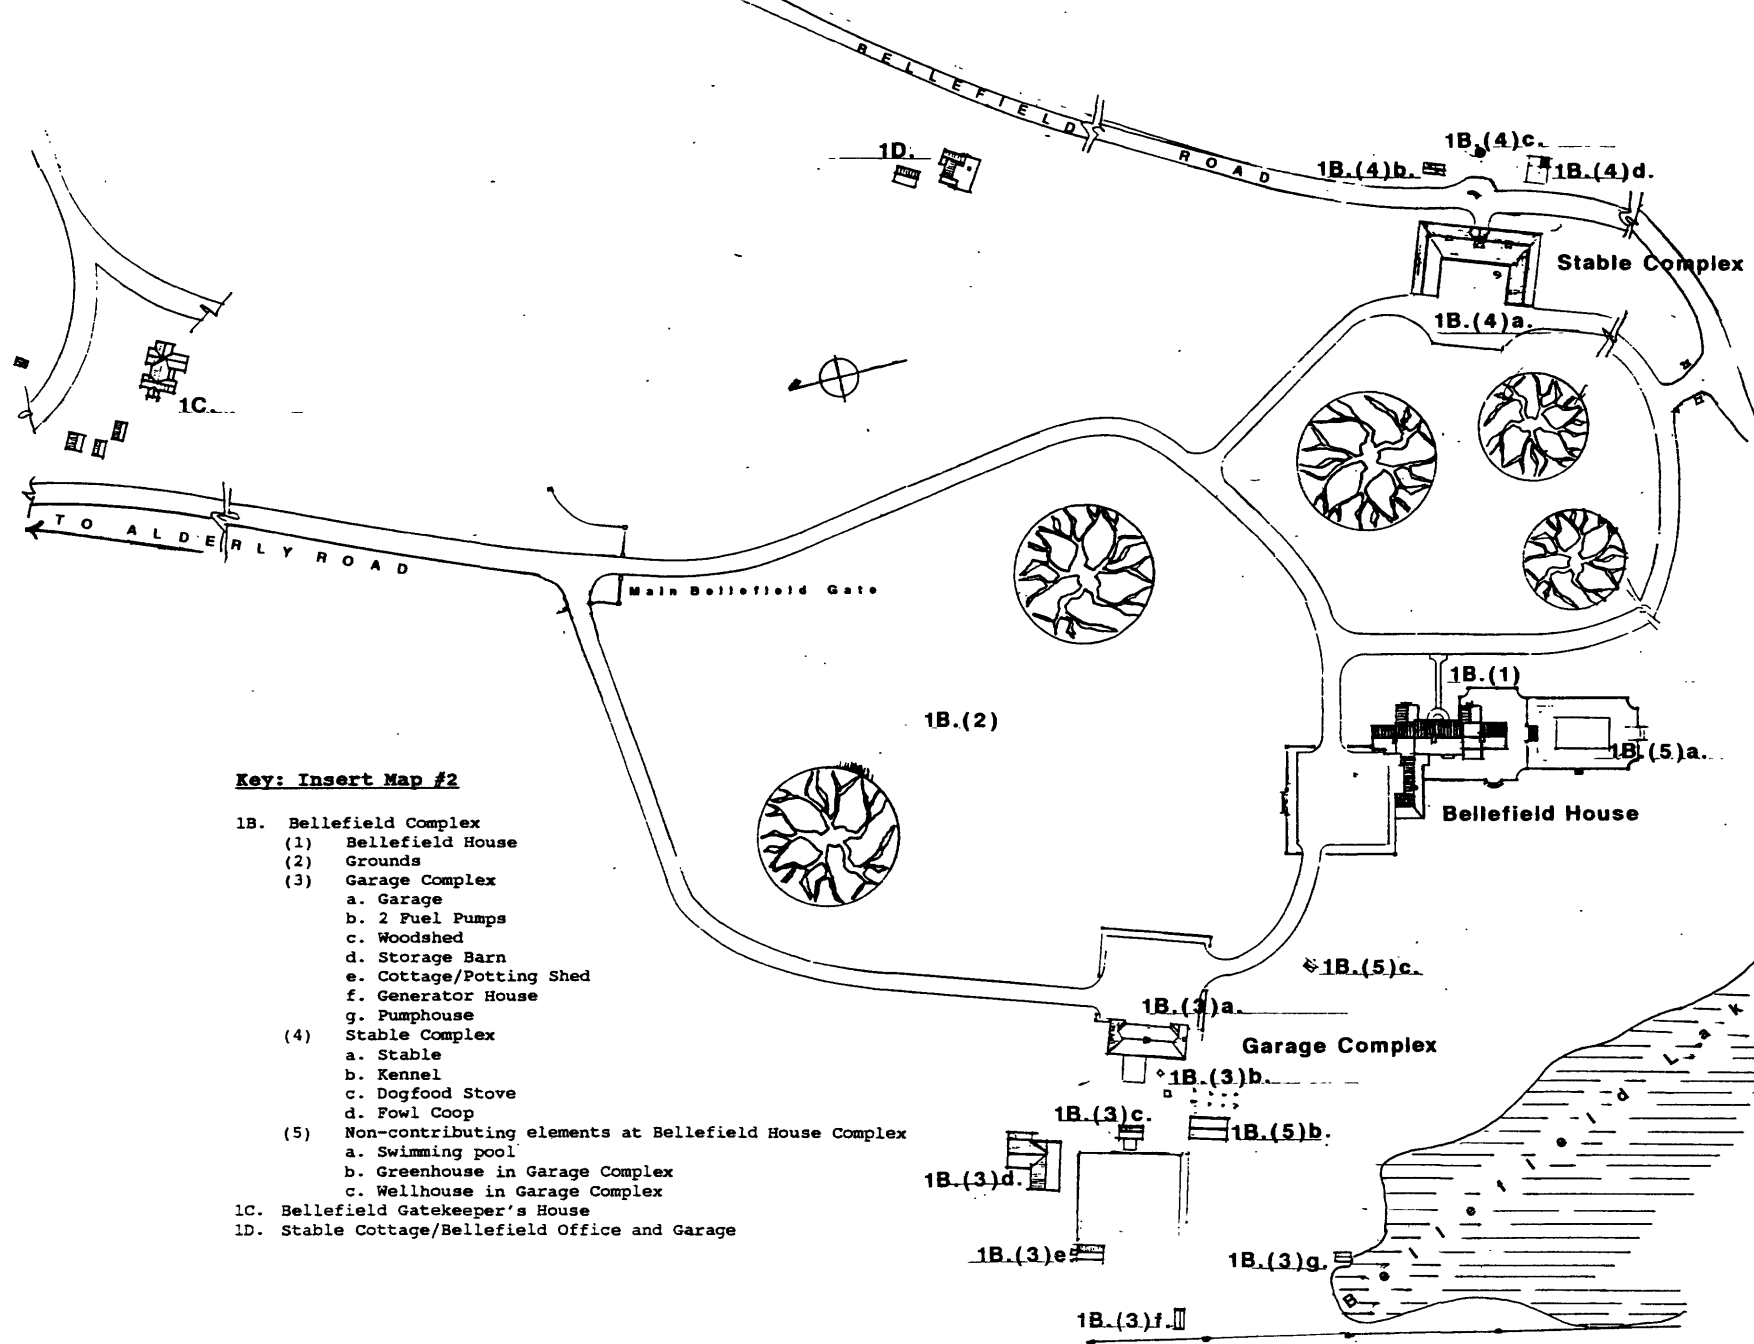 BELLEFIELD ROAD
1B.(4)c.
1D.
1B.(4)b.
1B.(4)d.
Stable Complex
1B.(4)a.
1C.
TO ALDERLY ROAD
Main Bellefield Gate
1B.(1)
1B.(2)
1B.(5)a.
Bellefield House
Key: Insert Map #2
1B. Bellefield Complex
(1) Bellefield House
(2) Grounds
(3) Garage Complex
a. Garage
b. 2 Fuel Pumps
c. Woodshed
d. Storage Barn
e. Cottage/Potting Shed
f. Generator House
g. Pumphouse
(4) Stable Complex
a. Stable
b. Kennel
c. Dogfood Stove
d. Fowl Coop
(5) Non-contributing elements at Bellefield House Complex
a. Swimming pool
b. Greenhouse in Garage Complex
c. Wellhouse in Garage Complex
1C. Bellefield Gatekeeper's House
1D. Stable Cottage/Bellefield Office and Garage
1B.(5)c.
1B.(3)a.
Garage Complex
1B.(3)b.
1B.(3)c.
1B.(5)b.
1B.(3)d.
1B.(3)e.
1B.(3)g.
1B.(3)f.
Bellefield Lak